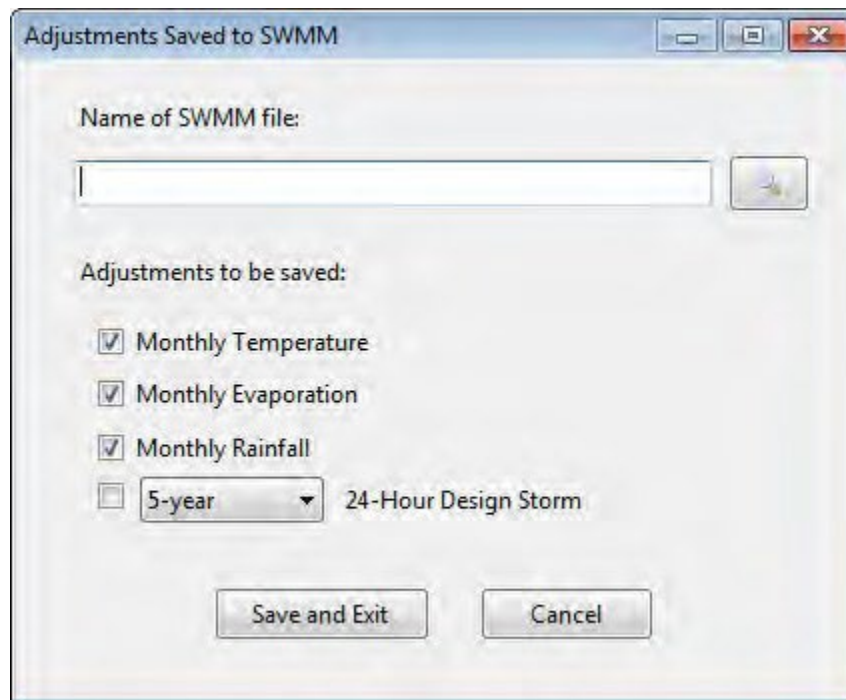 Adjustments Saved to SWMM
Name of SWMM file:
Adjustments to be saved:
Monthly Temperature
Monthly Evaporation
Monthly Rainfall
5-year 24-Hour Design Storm
Save and Exit Cancel